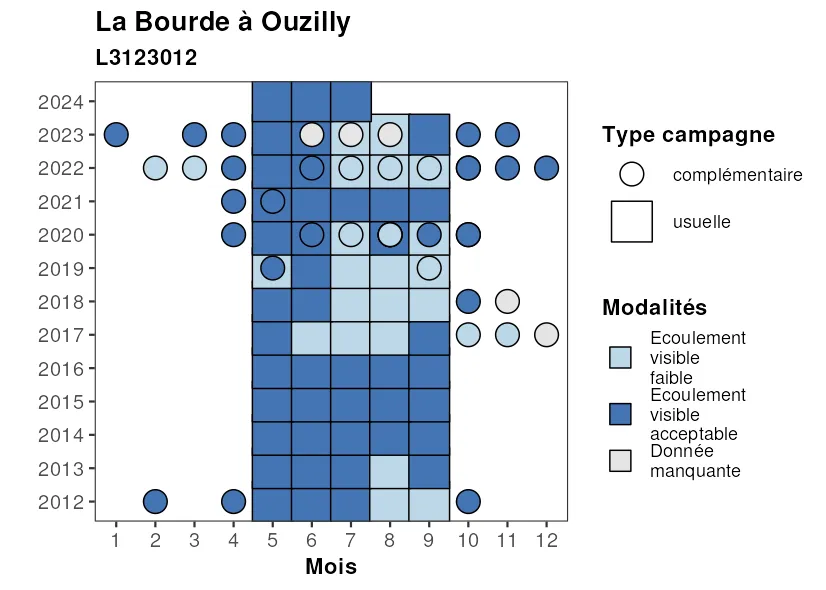 La Bourde à Ouzilly
L3123012
2024
2023
2022
2021
2020
2019
2018
2017
2016
2015
2014
2013
2012
1 2 3 4 5 6 7 8 9 10 11 12
Mois
Type campagne
complémentaire
usuelle
Modalités
Ecoulement
visible
faible
Ecoulement
visible
acceptable
Donnée
manquante